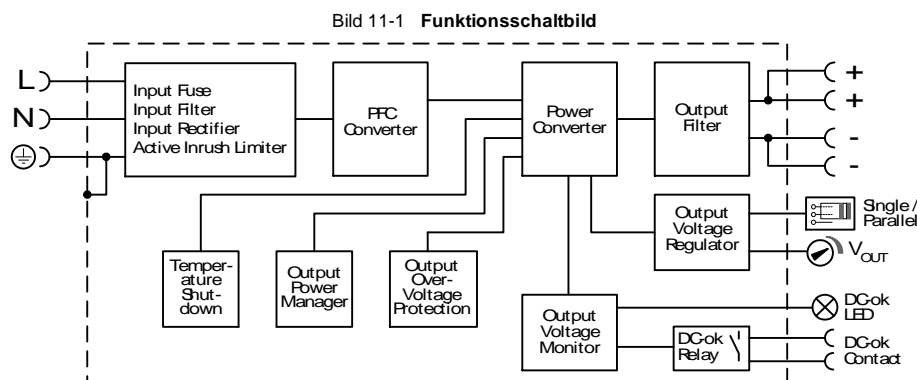 Bild 11-1 Funktionsschaltbild
L
N
Input Fuse
Input Filter
Input Rectifier
Active Inrush Limiter
PFC
Converter
Power
Converter
Output
Filter
+
+
-
-
Output
Voltage
Regulator
Single /
Parallel
VOUT
Temper-
ature
Shut-
down
Output
Power
Manager
Output
Over-
Voltage
Protection
Output
Voltage
Monitor
DC-ok
Relay
DC-ok
LED
DC-ok
Contact